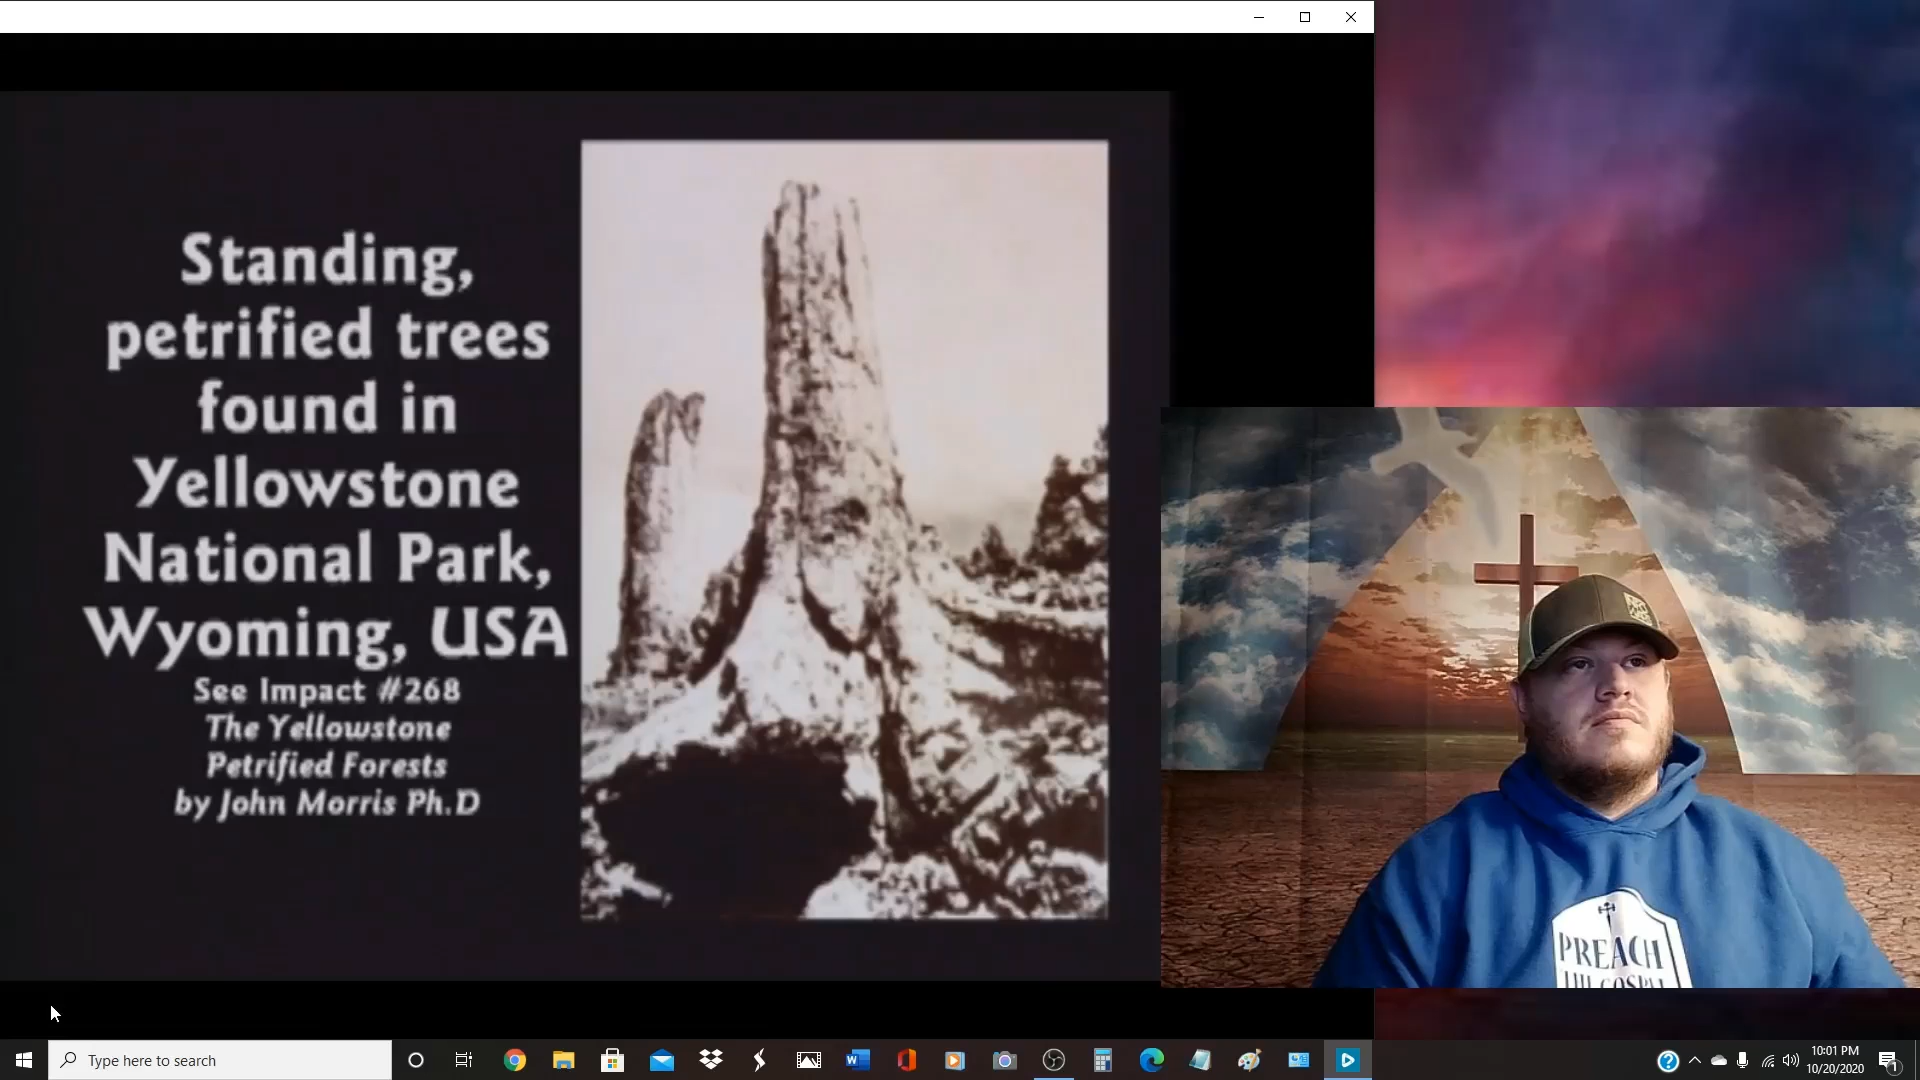 Standing,
petrified trees
found in
Yellowstone
National Park,
Wyoming, USA
See Impact #268
The Yellowstone
Petrified Forests
by John Morris Ph.D
PREACH
Type here to search
10:01 PM
10/20/2020
1